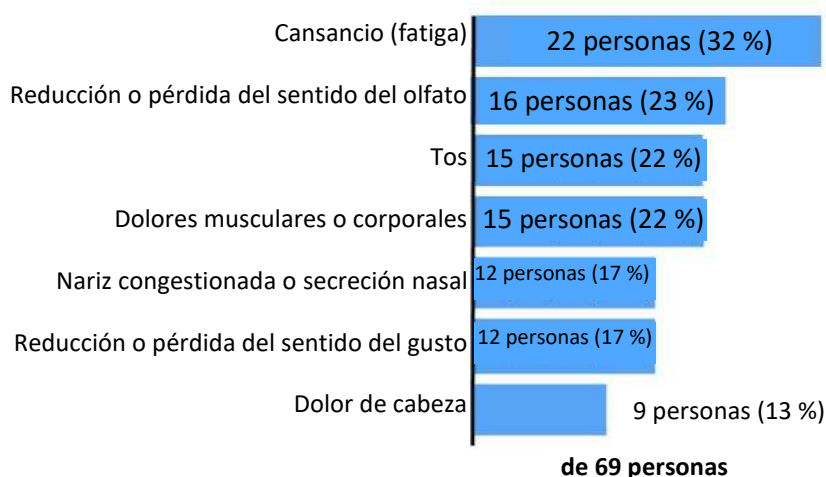 Cansancio (fatiga) 22 personas (32 %)
Reducción o pérdida del sentido del olfato 16 personas (23 %)
Tos 15 personas (22 %)
Dolores musculares o corporales 15 personas (22 %)
Nariz congestionada o secreción nasal 12 personas (17 %)
Reducción o pérdida del sentido del gusto 12 personas (17 %)
Dolor de cabeza 9 personas (13 %)
de 69 personas